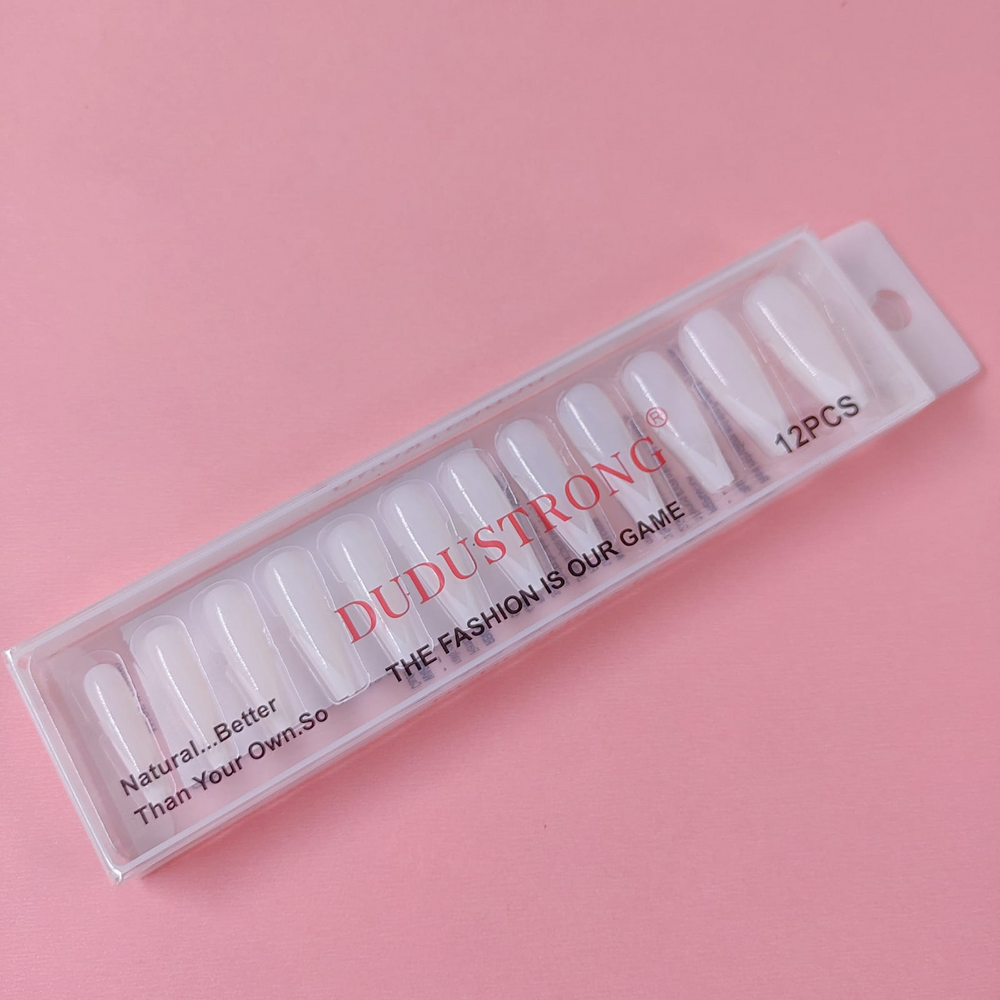 12PCS
DUDUSTRONG®
THE FASHION IS OUR GAME
Natural...Better
Than Your Own.So